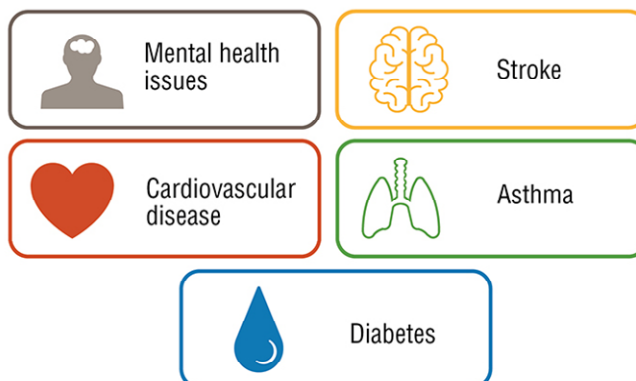 Mental health
issues
Stroke
Cardiovascular
disease
Asthma
Diabetes